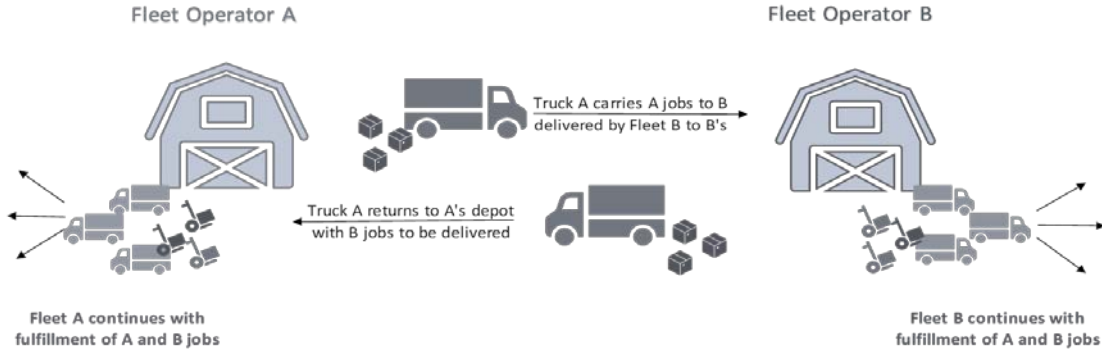 Fleet Operator A
Fleet Operator B
Truck A carries A jobs to B
delivered by Fleet B to B's
Truck A returns to A's depot
with B jobs to be delivered
Fleet A continues with
fulfillment of A and B jobs
Fleet B continues with
fulfillment of A and B jobs